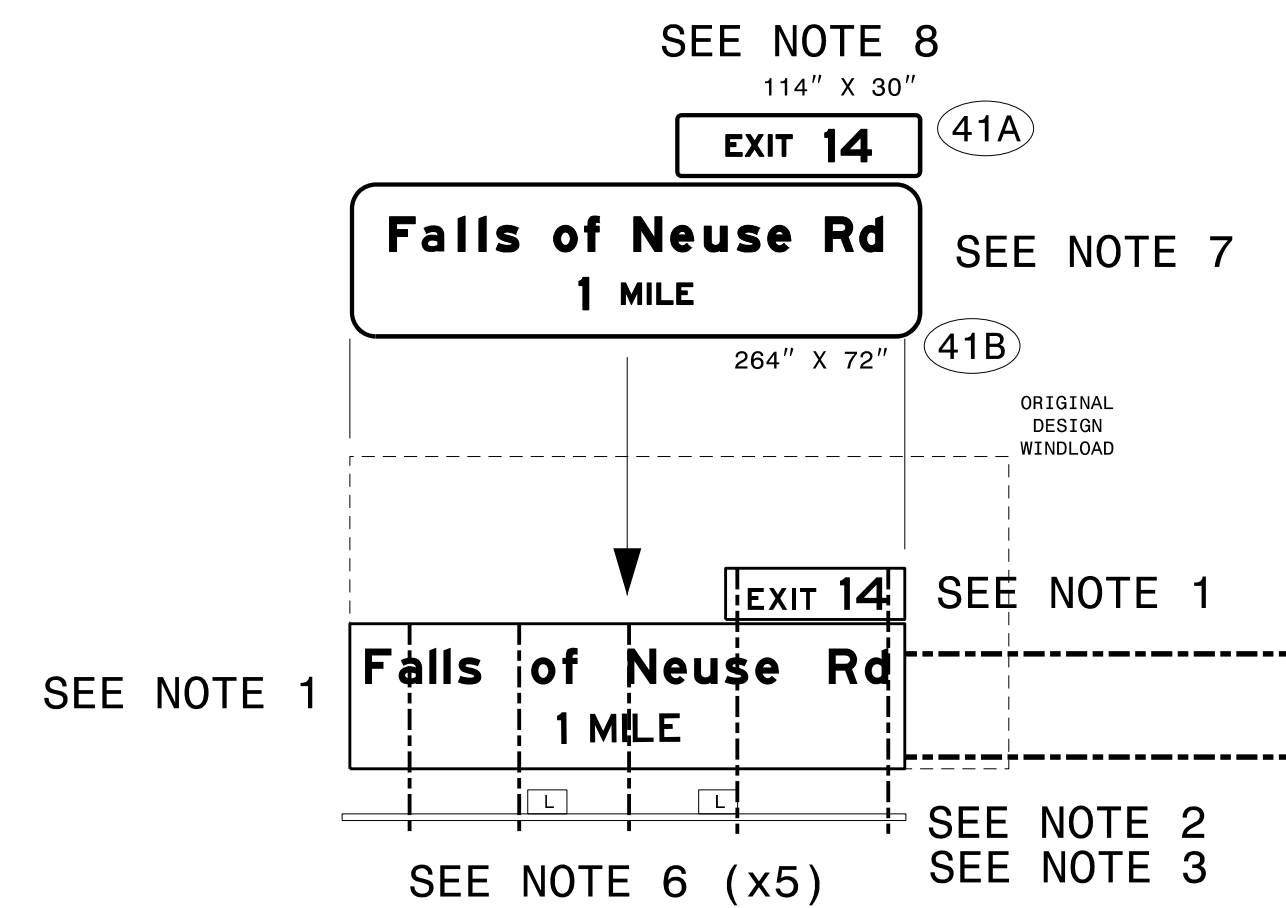 SEE NOTE 8
114" X 30"
EXIT 14
41A
Falls of Neuse Rd
1 MILE
SEE NOTE 7
264" X 72"
41B
ORIGINAL
DESIGN
WINDLOAD
EXIT 14
SEE NOTE 1
Falls of Neuse Rd
1 MILE
SEE NOTE 1
L
L
SEE NOTE 2
SEE NOTE 3
SEE NOTE 6 (x5)